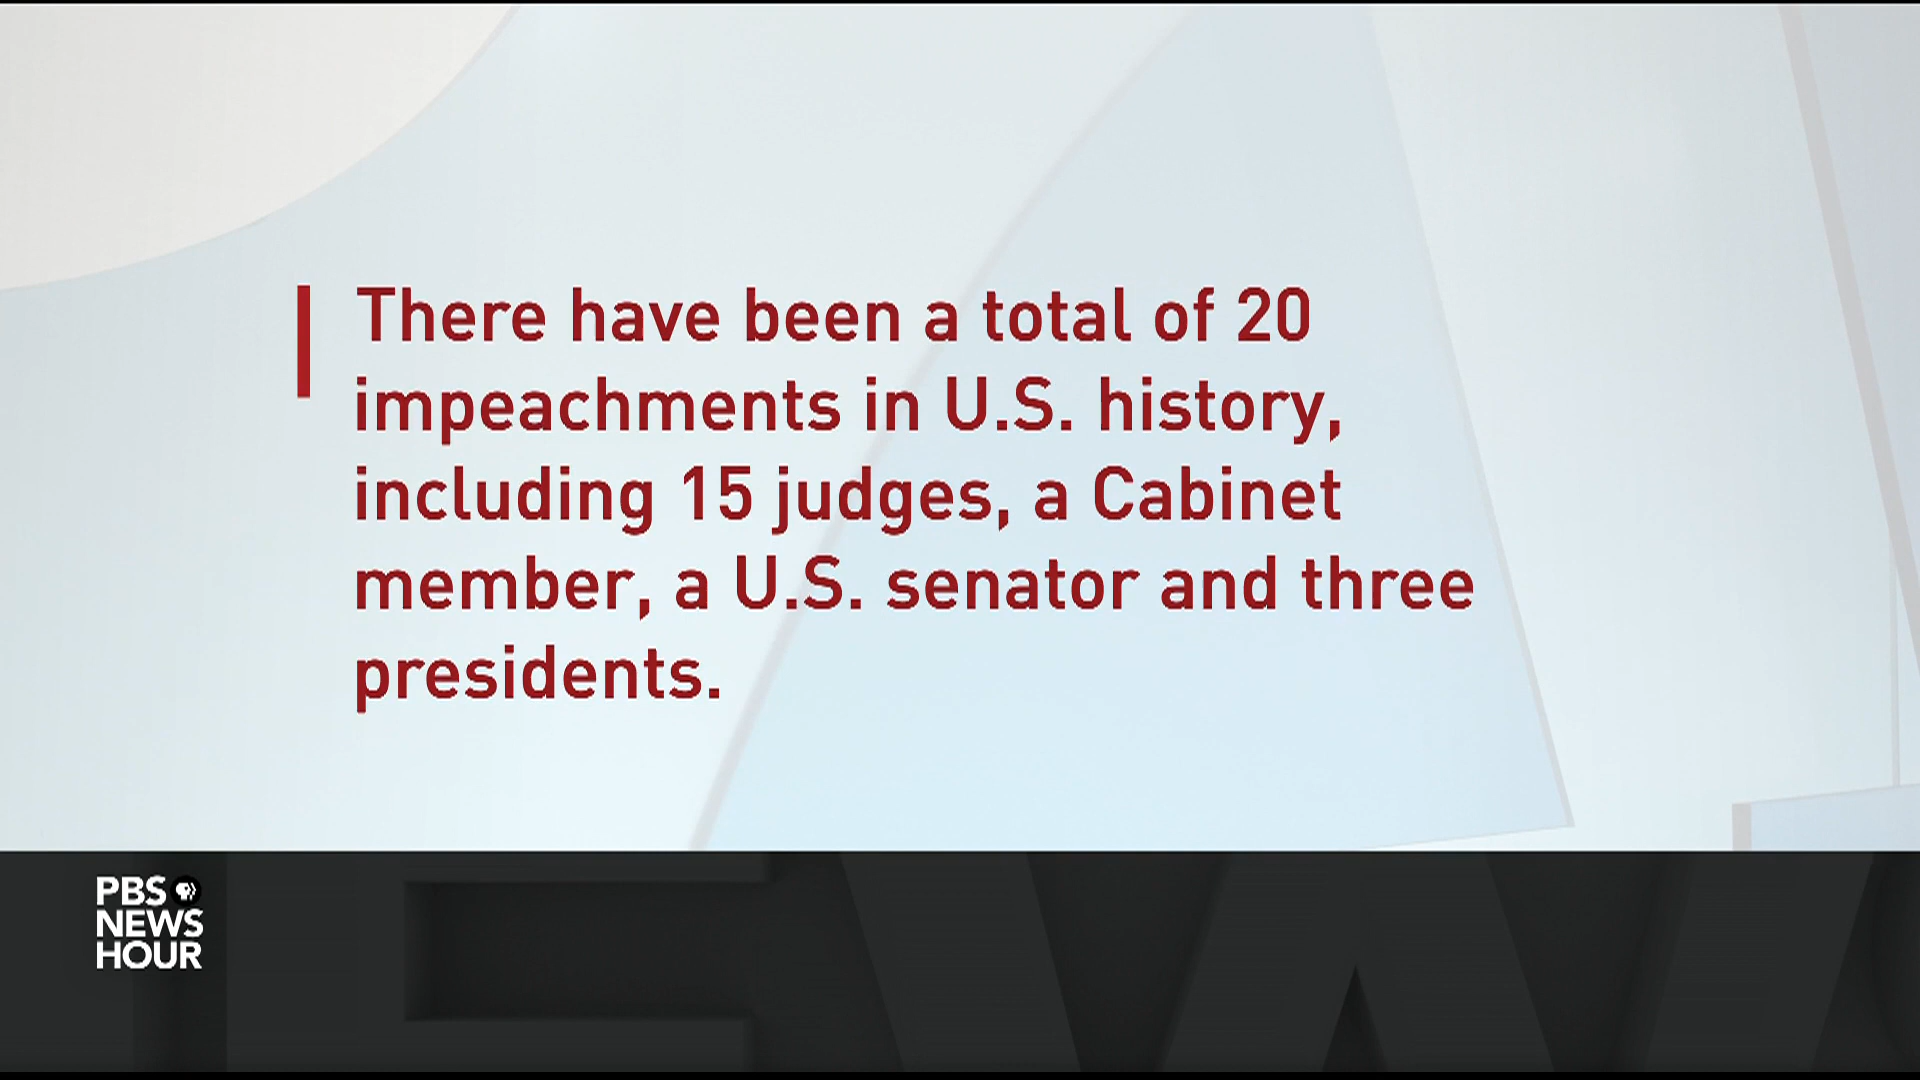 There have been a total of 20
impeachments in U.S. history,
including 15 judges, a Cabinet
member, a U.S. senator and three
presidents.
PBS
NEWS
HOUR